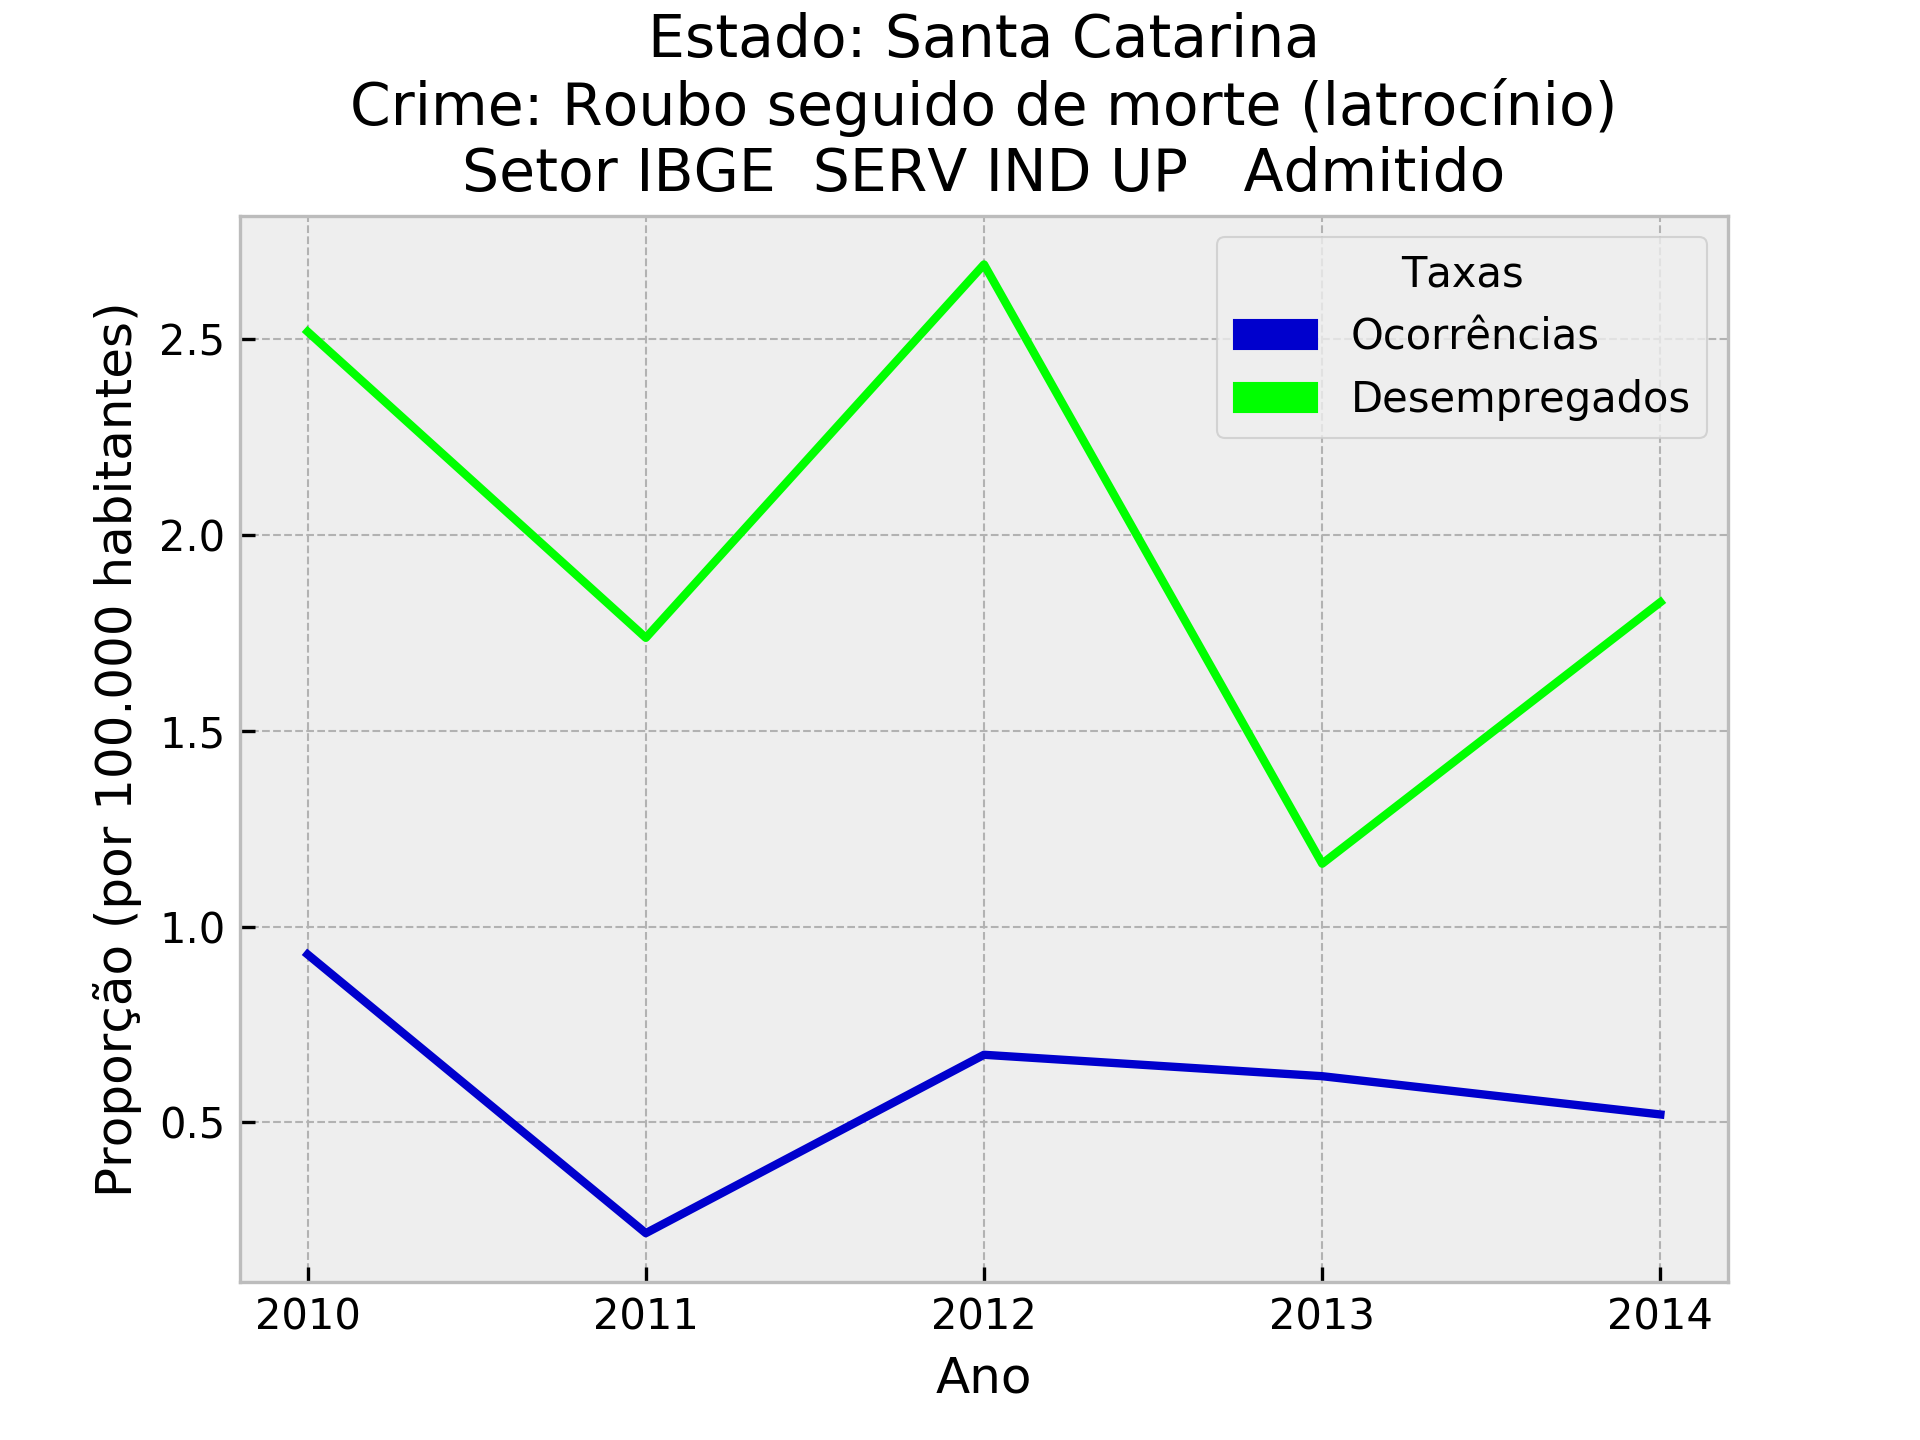 Estado: Santa Catarina
Crime: Roubo seguido de morte (latrocínio)
Setor IBGE  SERV IND UP   Admitido
Taxas
Ocorrências
Desempregados
Proporção (por 100.000 habitantes)
2.5
2.0
1.5
1.0
0.5
2010 2011 2012 2013 2014
Ano